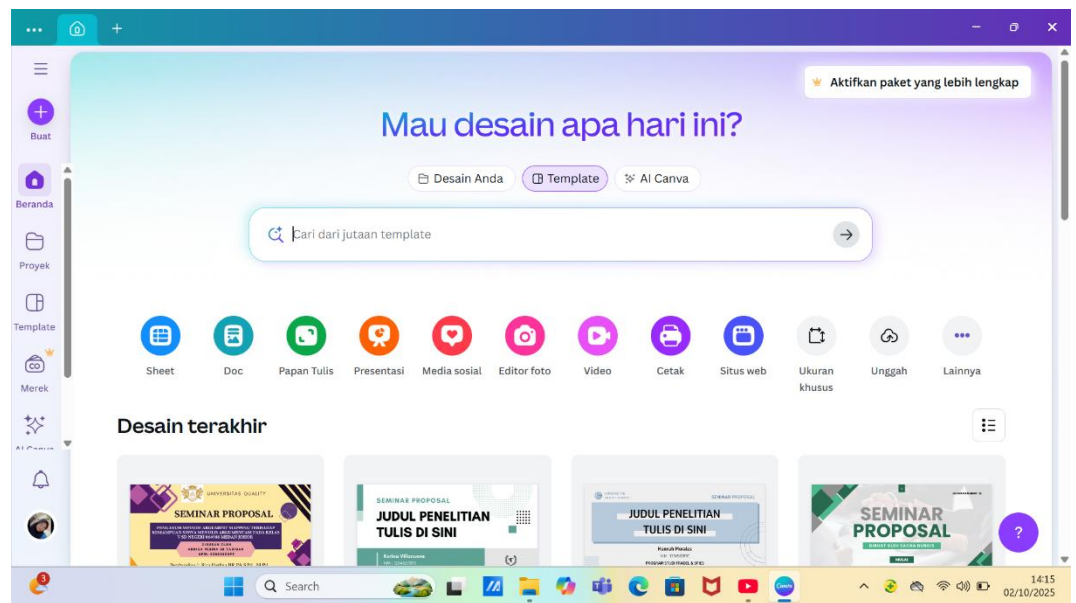 Aktifkan paket yang lebih lengkap
Buat
Beranda
Proyek
Template
Merek
Mau desain apa hari ini?
Desain Anda
Template
AI Canva
Cari dari jutaan template
Sheet
Doc
Papan Tulis
Presentasi
Media sosial
Editor foto
Video
Cetak
Situs web
Ukuran khusus
Unggah
Lainnya
Desain terakhir
UNIVERSITAS QUALITY
SEMINAR PROPOSAL
SEMINAR PROPOSAL
JUDUL PENELITIAN
TULIS DI SINI
SEMINAR PROPOSAL
JUDUL PENELITIAN
TULIS DI SINI
SEMINAR
PROPOSAL
?
3
Search
14:15
02/10/2025